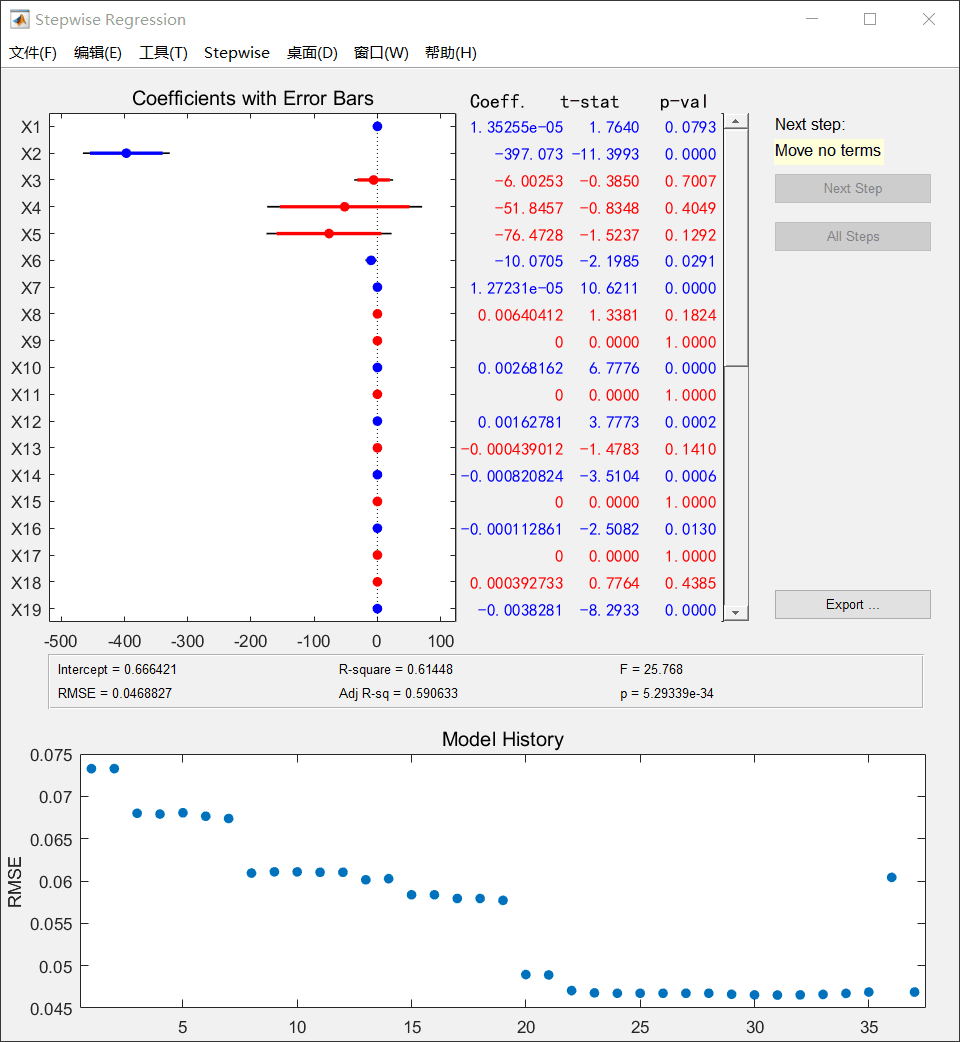 Stepwise Regression
文件(F) 编辑(E) 工具(T) Stepwise 桌面(D) 窗口(W) 帮助(H)
Coefficients with Error Bars Coeff. t-stat p-val
X1 1.35255e-05 1.7640 0.0793
X2 -397.073 -11.3993 0.0000
X3 -6.00253 -0.3850 0.7007
X4 -51.8457 -0.8348 0.4049
X5 -76.4728 -1.5237 0.1292
X6 -10.0705 -2.1985 0.0291
X7 1.27231e-05 10.6211 0.0000
X8 0.00640412 1.3381 0.1824
X9 0 0.0000 1.0000
X10 0.00268162 6.7776 0.0000
X11 0 0.0000 1.0000
X12 0.00162781 3.7773 0.0002
X13 -0.000439012 -1.4783 0.1410
X14 -0.000820824 -3.5104 0.0006
X15 0 0.0000 1.0000
X16 -0.000112861 -2.5082 0.0130
X17 0 0.0000 1.0000
X18 0.000392733 0.7764 0.4385
X19 -0.0038281 -8.2933 0.0000
-500 -400 -300 -200 -100 0 100
Next step:
Move no terms
Next Step
All Steps
Export ...
Intercept = 0.666421 R-square = 0.61448 F = 25.768
RMSE = 0.0468827 Adj R-sq = 0.590633 p = 5.29339e-34
Model History
RMSE
0.075
0.07
0.065
0.06
0.055
0.05
0.045
5 10 15 20 25 30 35